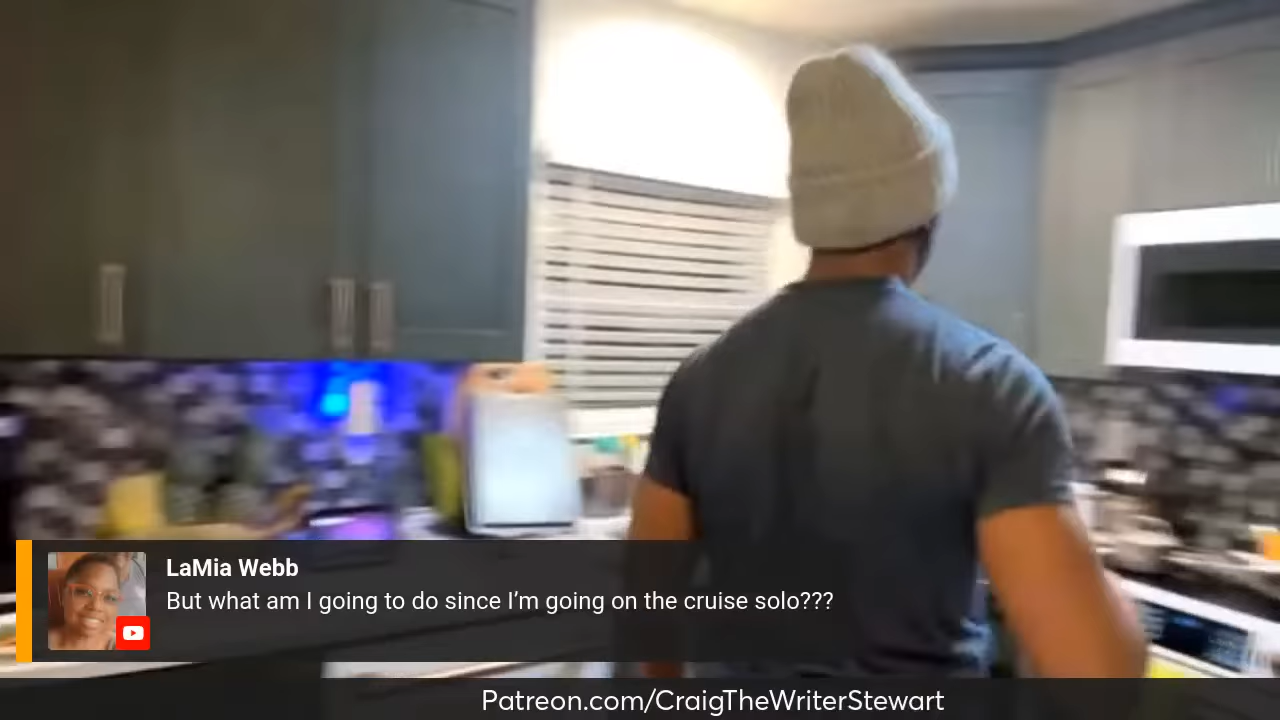 LaMia Webb
But what am I going to do since I’m going on the cruise solo???
Patreon.com/CraigTheWriterStewart